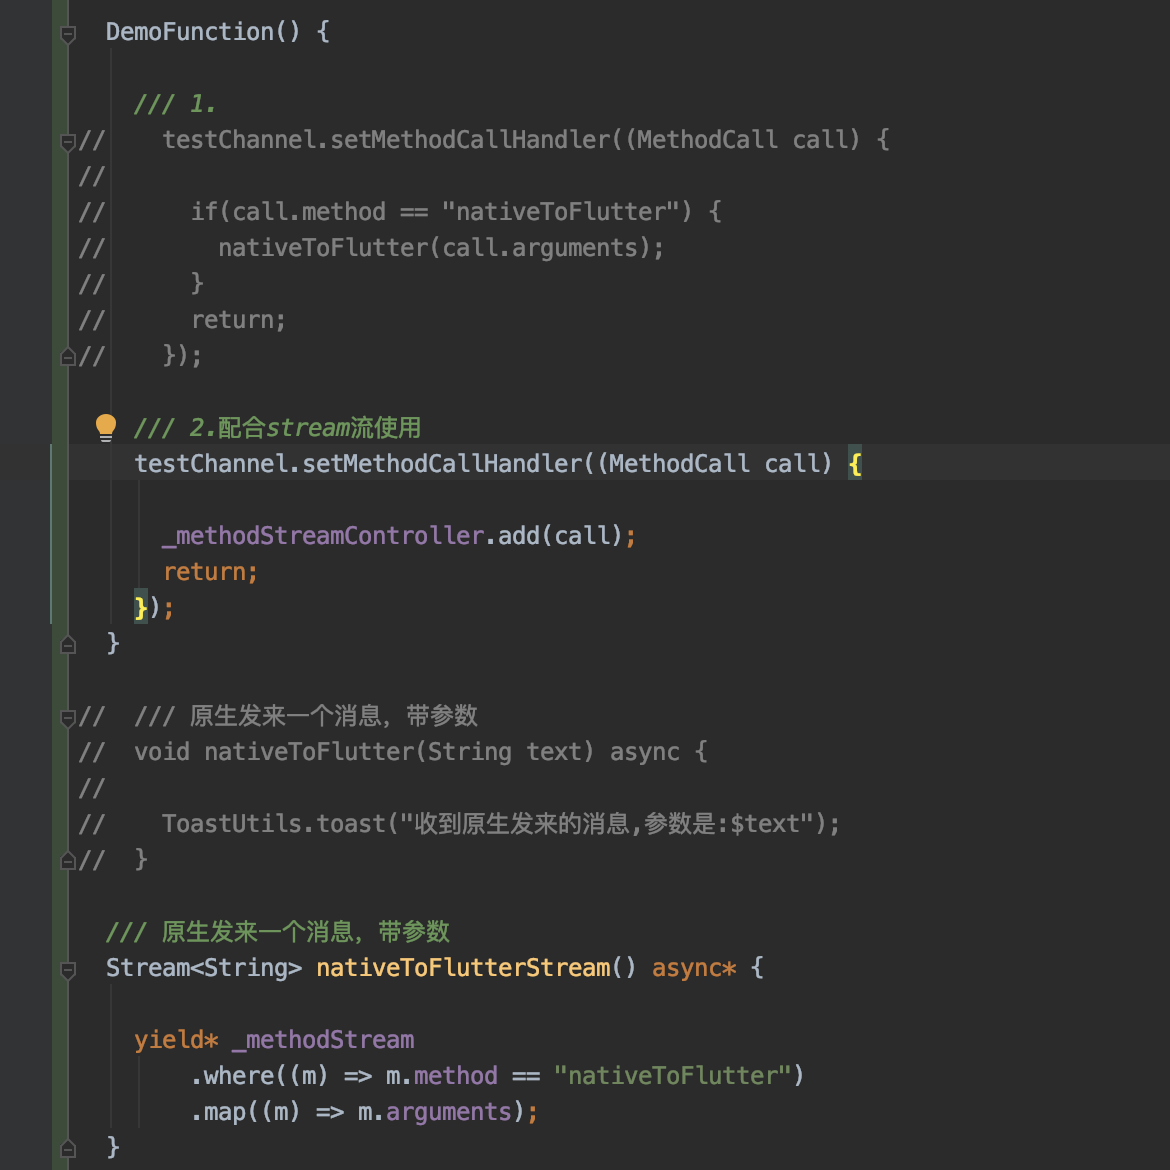 DemoFunction() {
/// 1.
//    testChannel.setMethodCallHandler((MethodCall call) {
//
//      if(call.method == "nativeToFlutter") {
//        nativeToFlutter(call.arguments);
//      }
//      return;
//    });
/// 2.配合stream流使用
testChannel.setMethodCallHandler((MethodCall call) {
_methodStreamController.add(call);
return;
});
}
//  /// 原生发来一个消息，带参数
//  void nativeToFlutter(String text) async {
//
//    ToastUtils.toast("收到原生发来的消息,参数是:$text");
//  }
/// 原生发来一个消息，带参数
Stream<String> nativeToFlutterStream() async* {
yield* _methodStream
.where((m) => m.method == "nativeToFlutter")
.map((m) => m.arguments);
}